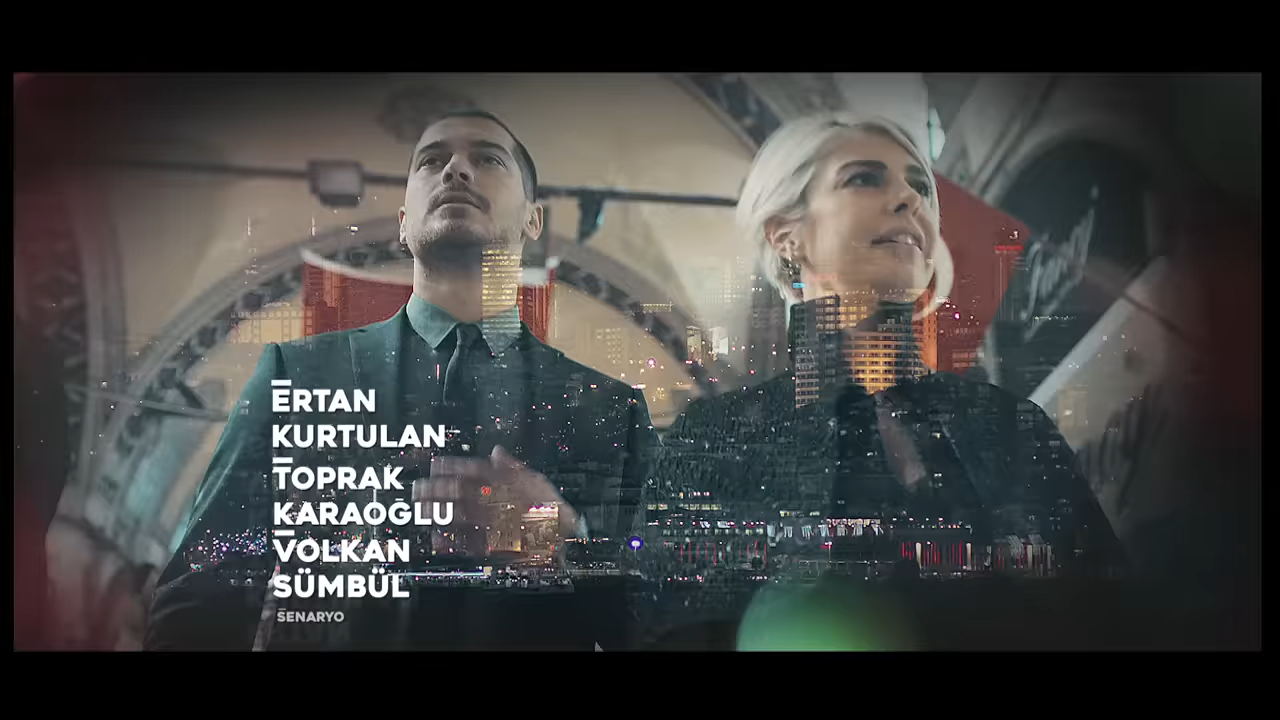 ERTAN
KURTULAN
TOPRAK
KARAOĞLU
VOLKAN
SÜMBÜL
SENARYO